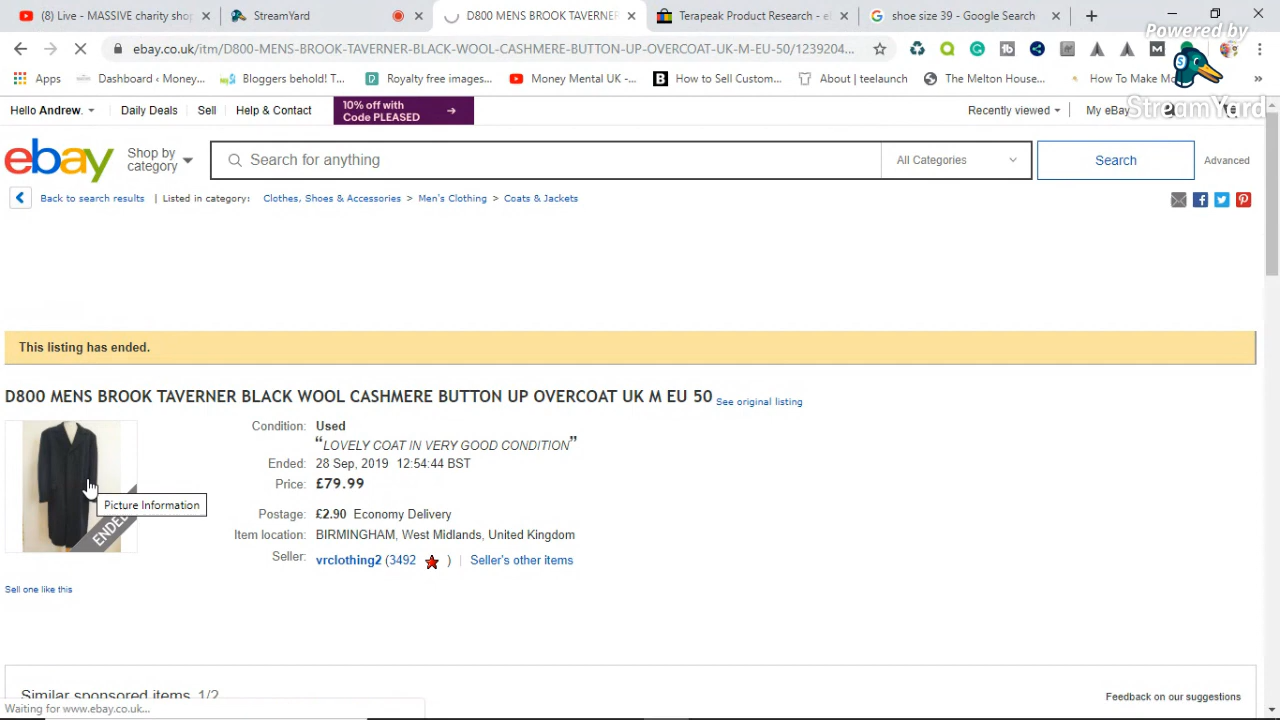 (8) Live - MASSIVE charity shop
StreamYard
D800 MENS BROOK TAVERNER
Terapeak Product Research - e
shoe size 39 - Google Search
ebay.co.uk/itm/D800-MENS-BROOK-TAVERNER-BLACK-WOOL-CASHMERE-BUTTON-UP-OVERCOAT-UK-M-EU-50/1239204...
Powered by
StreamYard
Apps
Dashboard ‹ Money...
Bloggers behold! T...
Royalty free images...
Money Mental UK -...
How to Sell Custom...
About | teelaunch
The Melton House...
How To Make Mo
Hello Andrew.
Daily Deals
Sell
Help & Contact
10% off with
Code PLEASED
Recently viewed
My eBay
ebay
Shop by
category
Search for anything
All Categories
Search
Advanced
Back to search results | Listed in category: Clothes, Shoes & Accessories > Men's Clothing > Coats & Jackets
This listing has ended.
D800 MENS BROOK TAVERNER BLACK WOOL CASHMERE BUTTON UP OVERCOAT UK M EU 50 See original listing
Condition: Used
“LOVELY COAT IN VERY GOOD CONDITION”
Ended: 28 Sep, 2019 12:54:44 BST
Price: £79.99
Postage: £2.90 Economy Delivery
Item location: BIRMINGHAM, West Midlands, United Kingdom
Seller: vrclothing2 (3492 ) | Seller's other items
Picture Information
ENDED
Sell one like this
Similar sponsored items 1/2
Feedback on our suggestions
Waiting for www.ebay.co.uk...